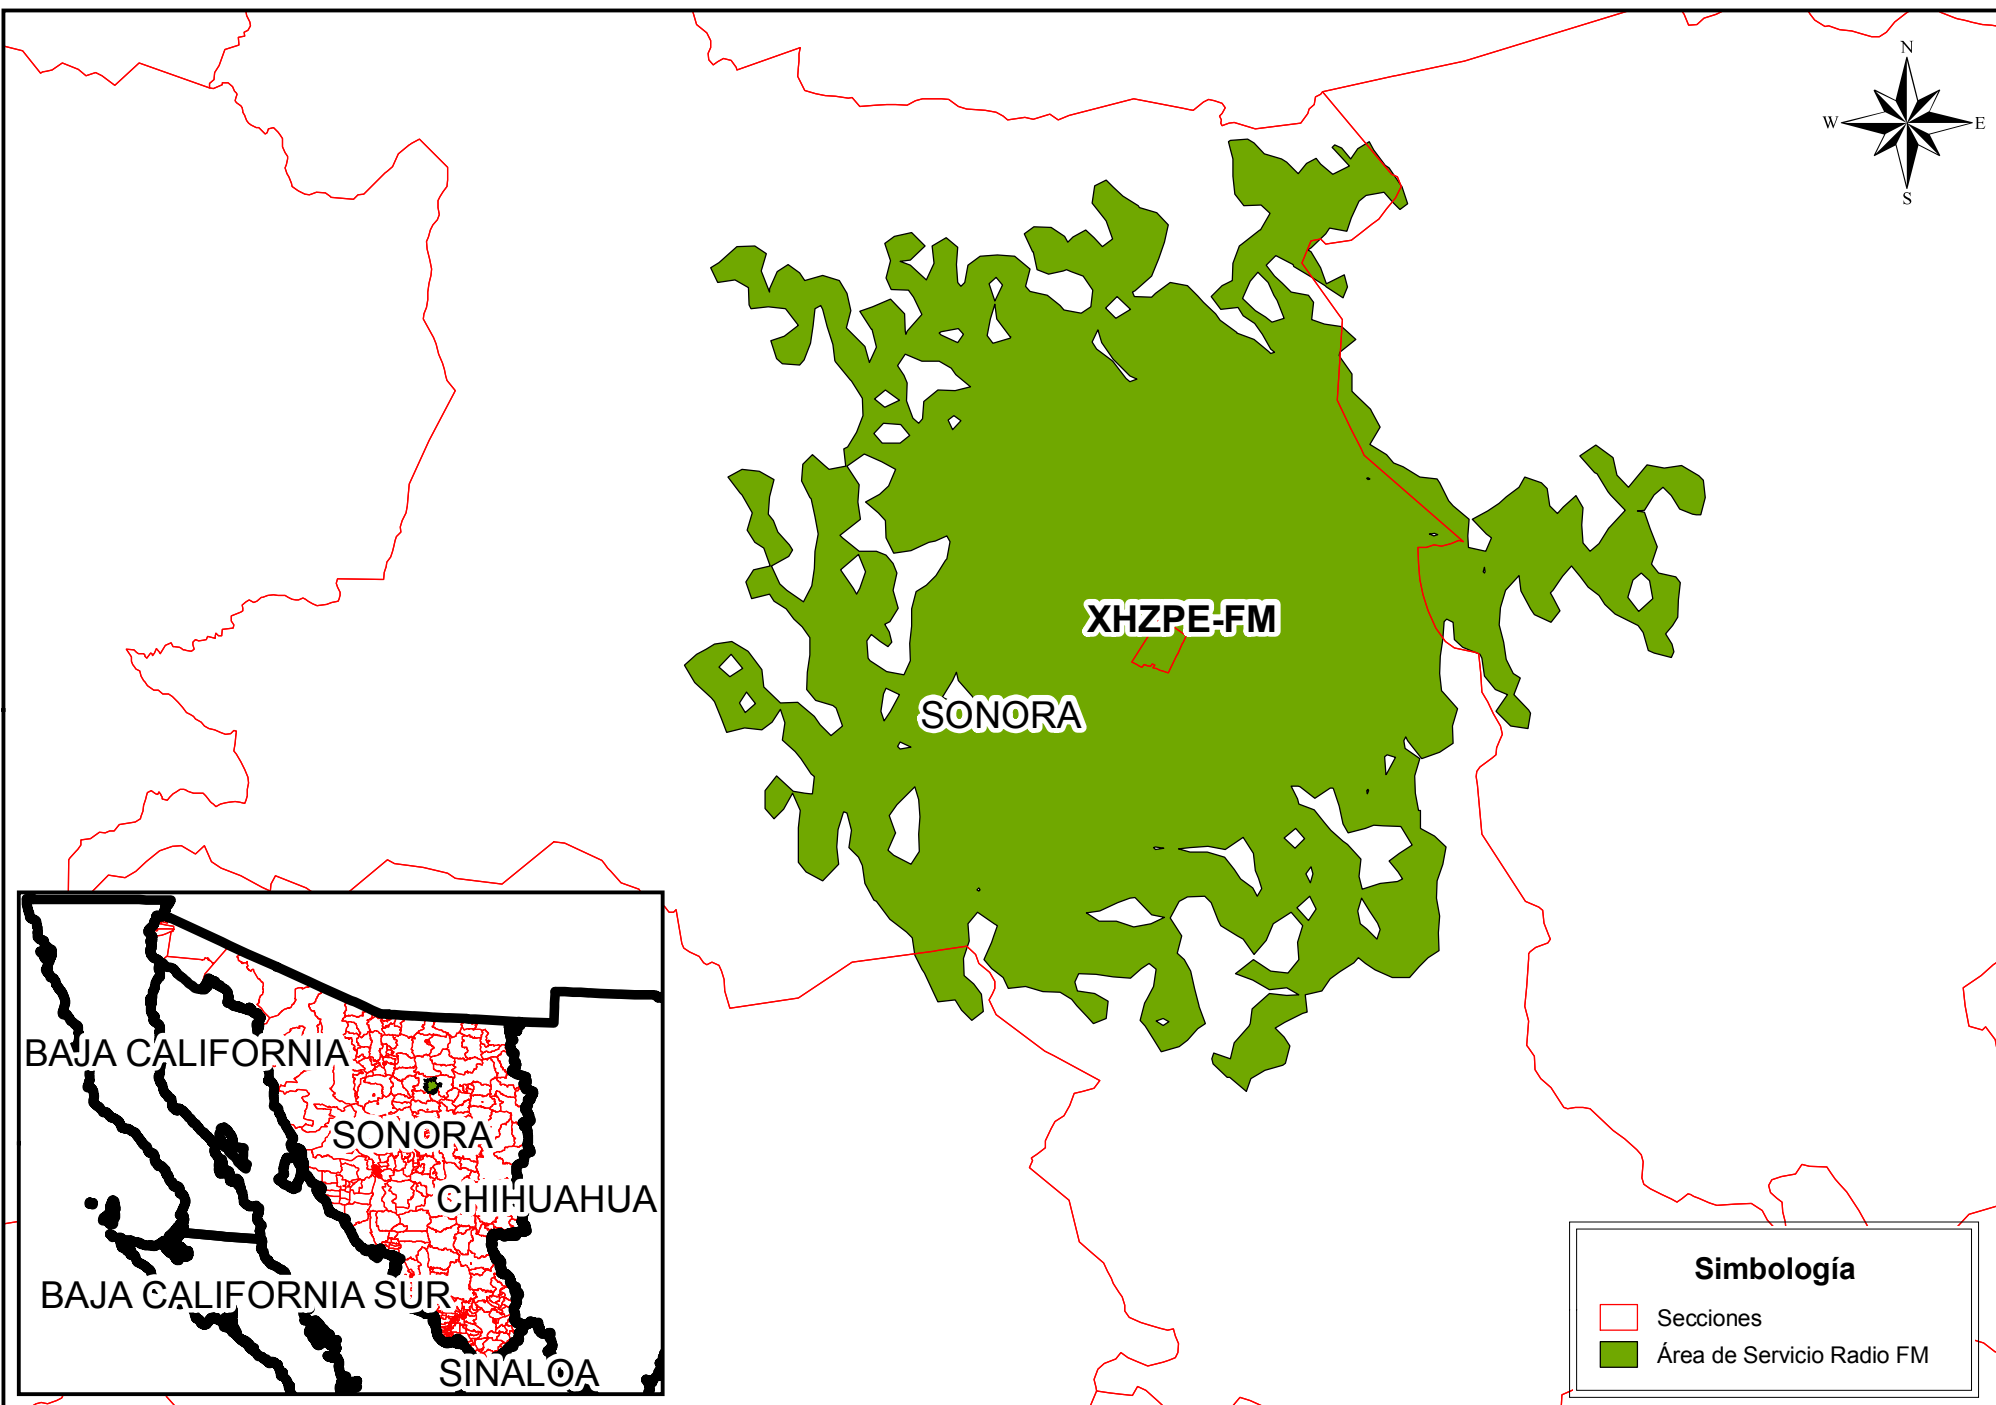 N
W E
S
XHZPE-FM
SONORA
BAJA CALIFORNIA
SONORA
CHIHUAHUA
BAJA CALIFORNIA SUR
SINALOA
Simbología
Secciones
Área de Servicio Radio FM